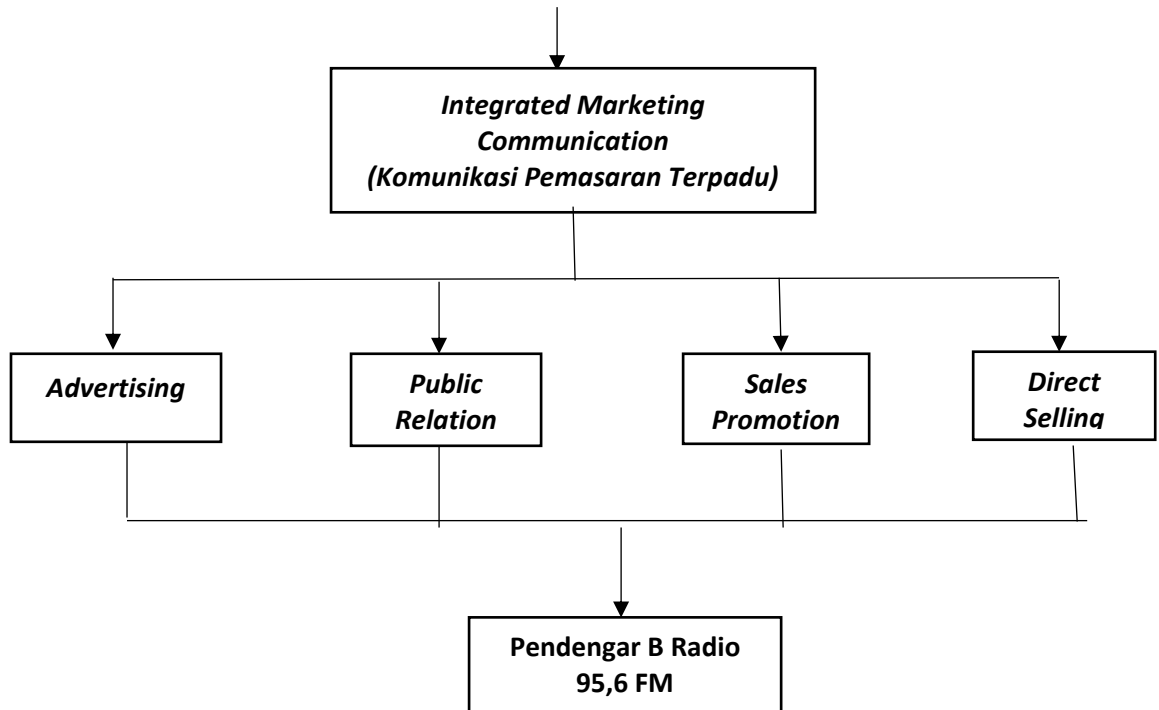 Integrated Marketing
Communication
(Komunikasi Pemasaran Terpadu)
Advertising
Public
Relation
Sales
Promotion
Direct
Selling
Pendengar B Radio
95,6 FM